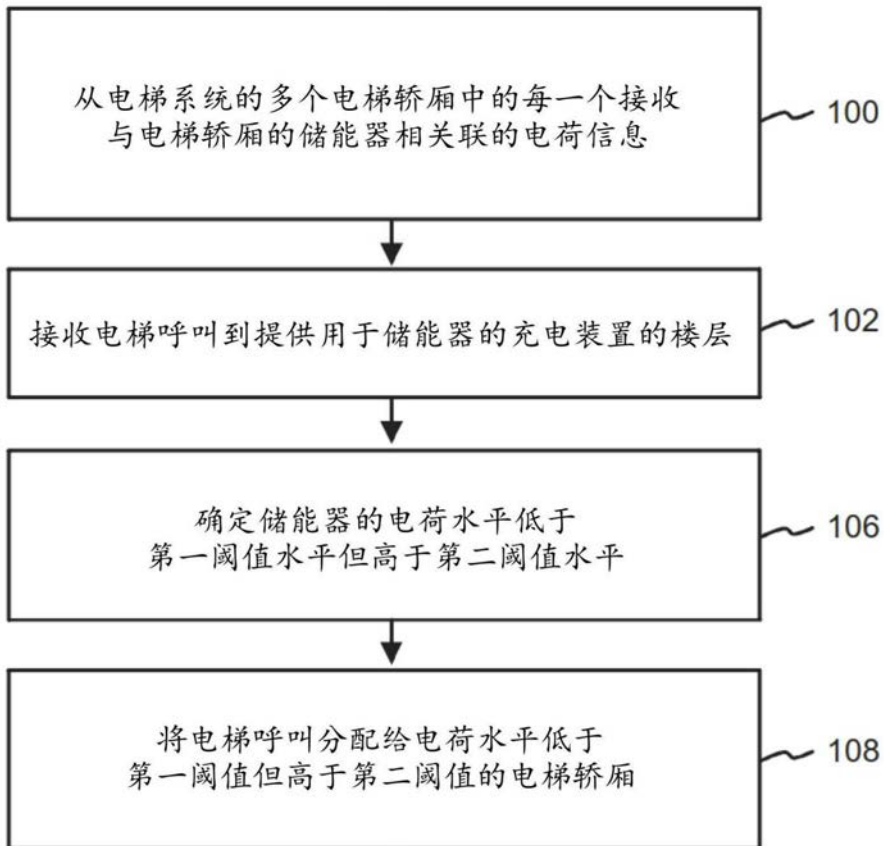 从电梯系统的多个电梯轿厢中的每一个接收
与电梯轿厢的储能器相关联的电荷信息
100
接收电梯呼叫到提供用于储能器的充电装置的楼层
102
确定储能器的电荷水平低于
第一阈值水平但高于第二阈值水平
106
将电梯呼叫分配给电荷水平低于
第一阈值但高于第二阈值的电梯轿厢
108